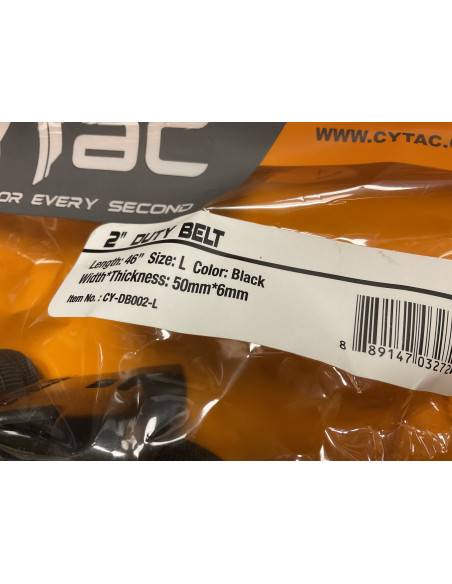 WWW.CYTAC.
OR EVERY SECOND
2" DUTY BELT
Length: 46" Size: L Color: Black
Width*Thickness: 50mm*6mm
Item No. : CY-DB002-L
8 89147 03272